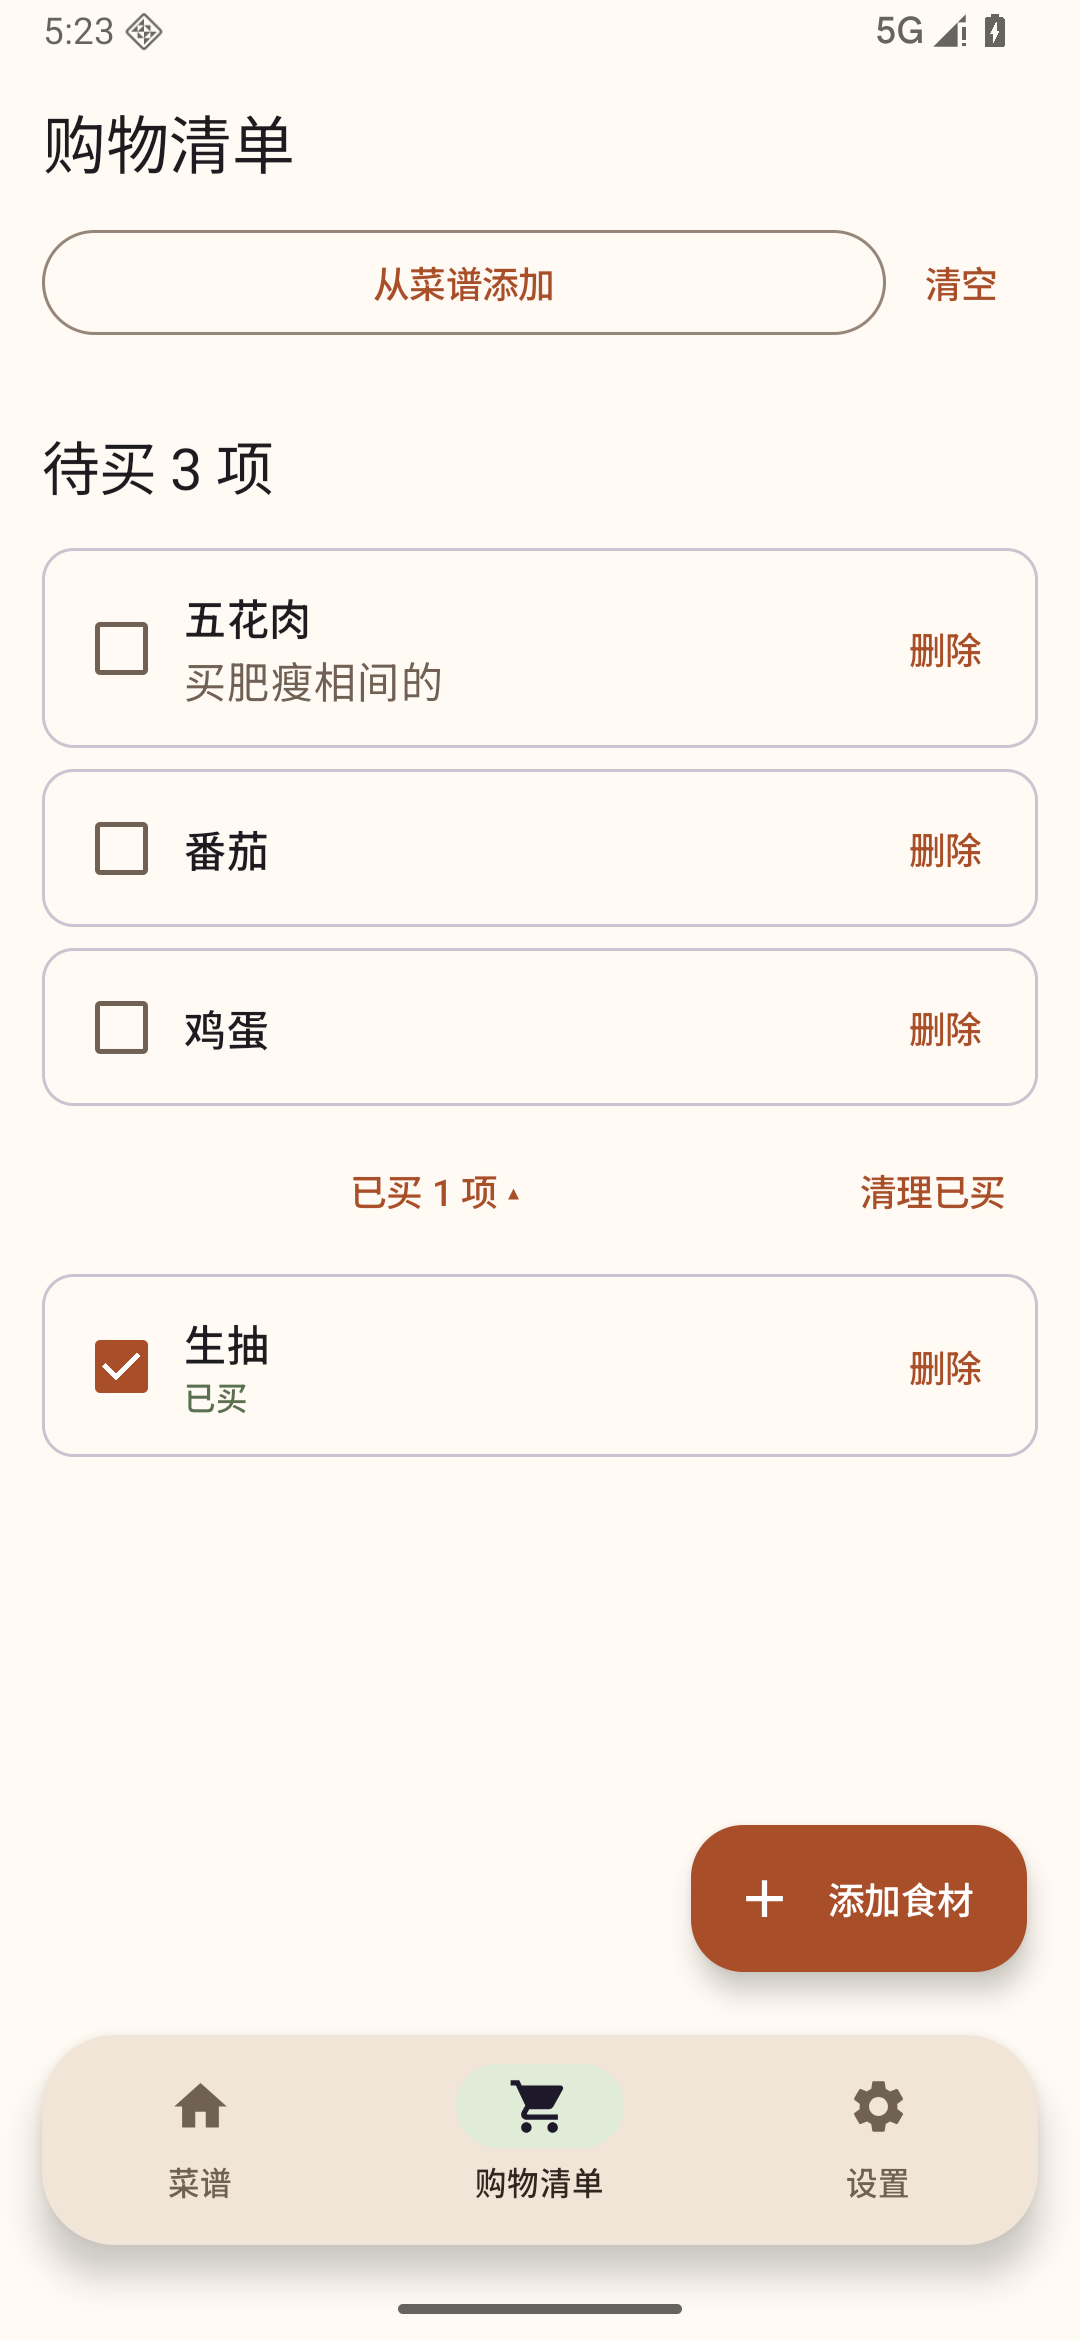 5:23 5G
购物清单
从菜谱添加 清空
待买 3 项
五花肉
买肥瘦相间的
删除
番茄 删除
鸡蛋 删除
已买 1 项 ▴ 清理已买
生抽
已买
删除
添加食材
菜谱 购物清单 设置